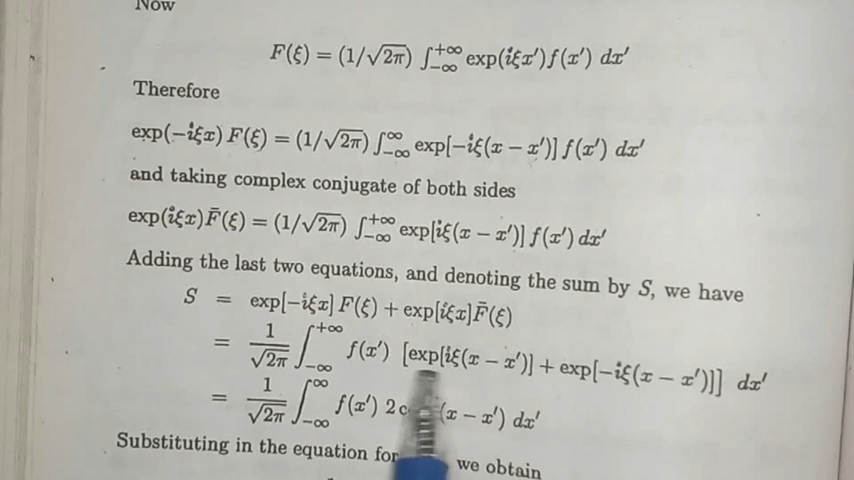 Now
F(ξ) = (1/√2π) ∫_{-∞}^{+∞} exp(iξx′)f(x′) dx′
Therefore
exp(−iξx) F(ξ) = (1/√2π) ∫_{-∞}^{∞} exp[−iξ(x − x′)] f(x′) dx′
and taking complex conjugate of both sides
exp(iξx)F̄(ξ) = (1/√2π) ∫_{-∞}^{+∞} exp[iξ(x − x′)] f(x′) dx′
Adding the last two equations, and denoting the sum by S, we have
S = exp[−iξx] F(ξ) + exp[iξx]F̄(ξ)
= 1/√2π ∫_{-∞}^{+∞} f(x′) [exp[iξ(x − x′)] + exp[−iξ(x − x′)]] dx′
= 1/√2π ∫_{-∞}^{∞} f(x′) 2 (x − x′) dx′
Substituting in the equation for we obtain